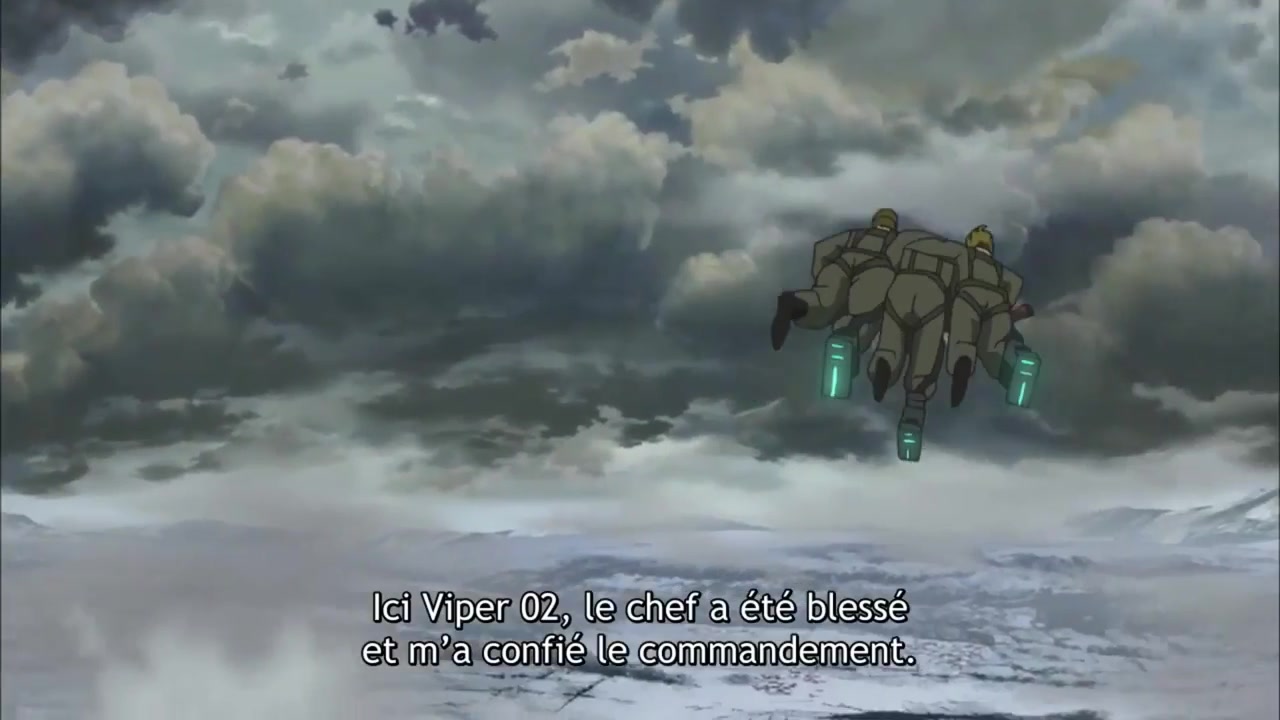 Ici Viper 02, le chef a été blessé
et m'a confié le commandement.